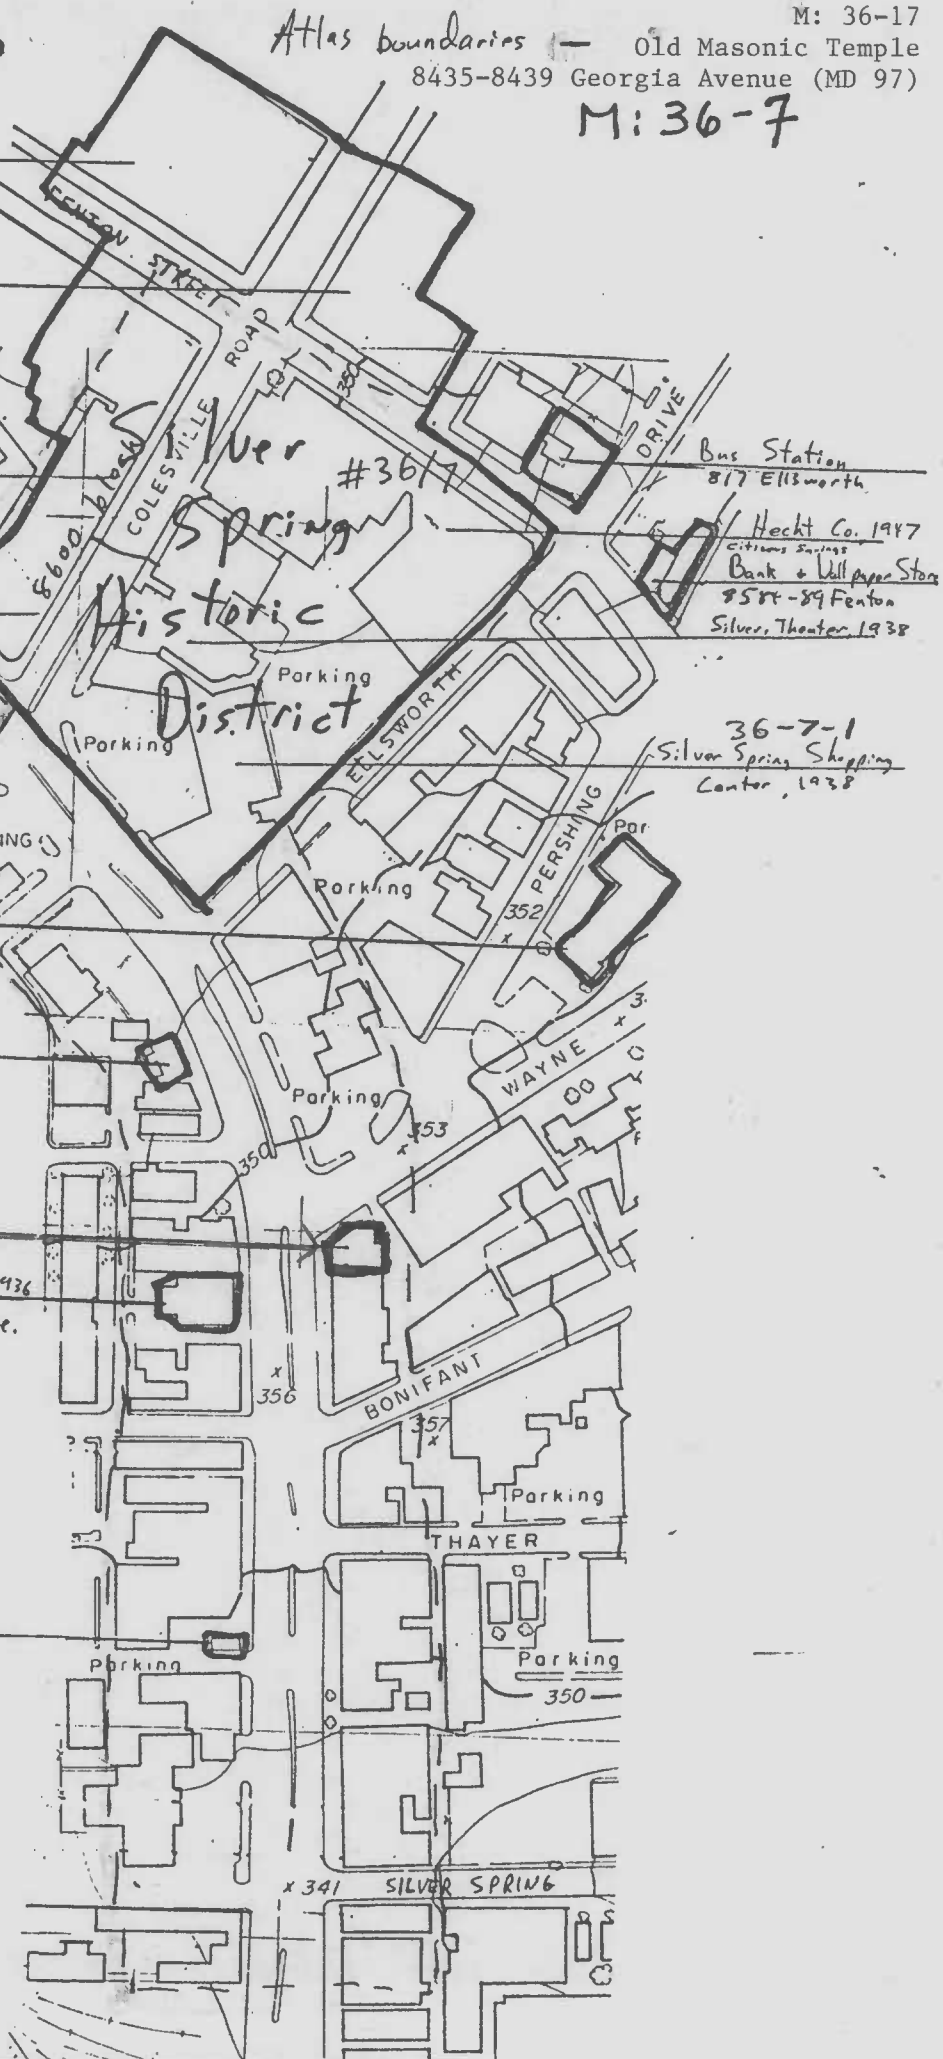 M: 36-17
Atlas boundaries — Old Masonic Temple
8435-8439 Georgia Avenue (MD 97)
M: 36-7
FENTON STREET
COLESVILLE ROAD
8600 block
350
Silver
Spring
Historic
District
#36/7
DRIVE
Bus Station
817 Ellsworth
Hecht Co. 1947
Citizens Savings
Bank + Wallpaper Store
Fenton
Silver Theater, 1938
Parking
Parking
ELLSWORTH
36-7-1
Silver Spring Shopping
Center, 1938
PERSHING
Par
Parking
352
WAYNE
Parking
353
350
936
e.
356
BONIFANT
357
Parking
THAYER
Parking
Parking
350
341
SILVER SPRING